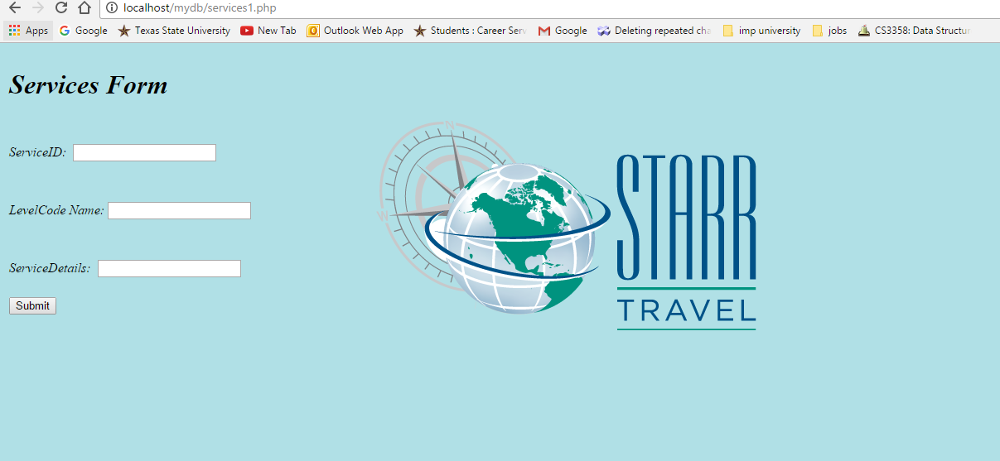 localhost/mydb/services1.php
Apps Google Texas State University New Tab Outlook Web App Students : Career Serv Google Deleting repeated cha imp university jobs CS3358: Data Structur
Services Form
N
W
ServiceID:
LevelCode Name:
ServiceDetails:
Submit
STARR
TRAVEL